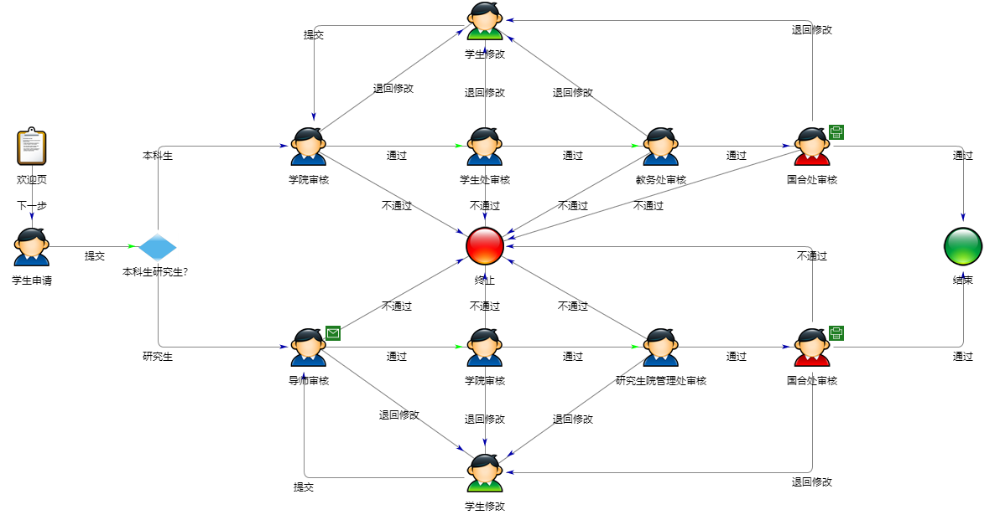 提交
学生修改
退回修改
退回修改
退回修改
退回修改
欢迎页
下一步
学生申请
提交
本科生研究生？
本科生
学院审核
通过
学生处审核
通过
教务处审核
通过
国合处审核
通过
不通过
不通过
不通过
不通过
终止
结束
不通过
不通过
不通过
不通过
研究生
导师审核
通过
学院审核
通过
研究生院管理处审核
通过
国合处审核
通过
退回修改
退回修改
退回修改
提交
学生修改
退回修改